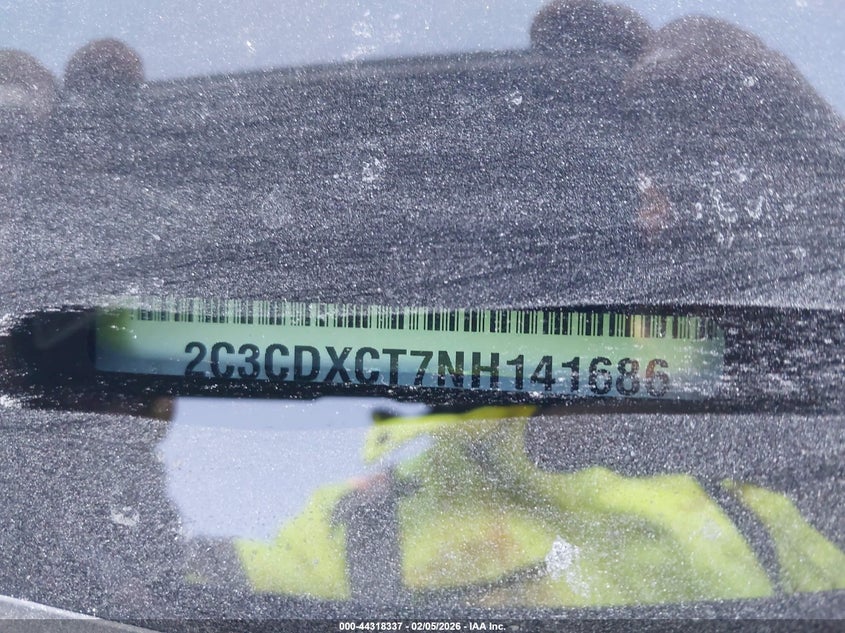 2C3CDXCT7NH141686
000-44318337 - 02/05/2026 - IAA Inc.